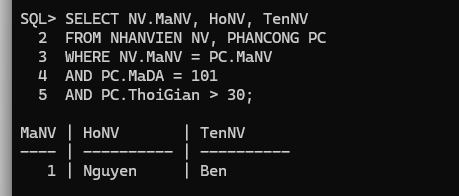 SQL> SELECT NV.MaNV, HoNV, TenNV
2 FROM NHANVIEN NV, PHANCONG PC
3 WHERE NV.MaNV = PC.MaNV
4 AND PC.MaDA = 101
5 AND PC.ThoiGian > 30;
MaNV | HoNV | TenNV
---- | ---------- | ----------
1 | Nguyen | Ben